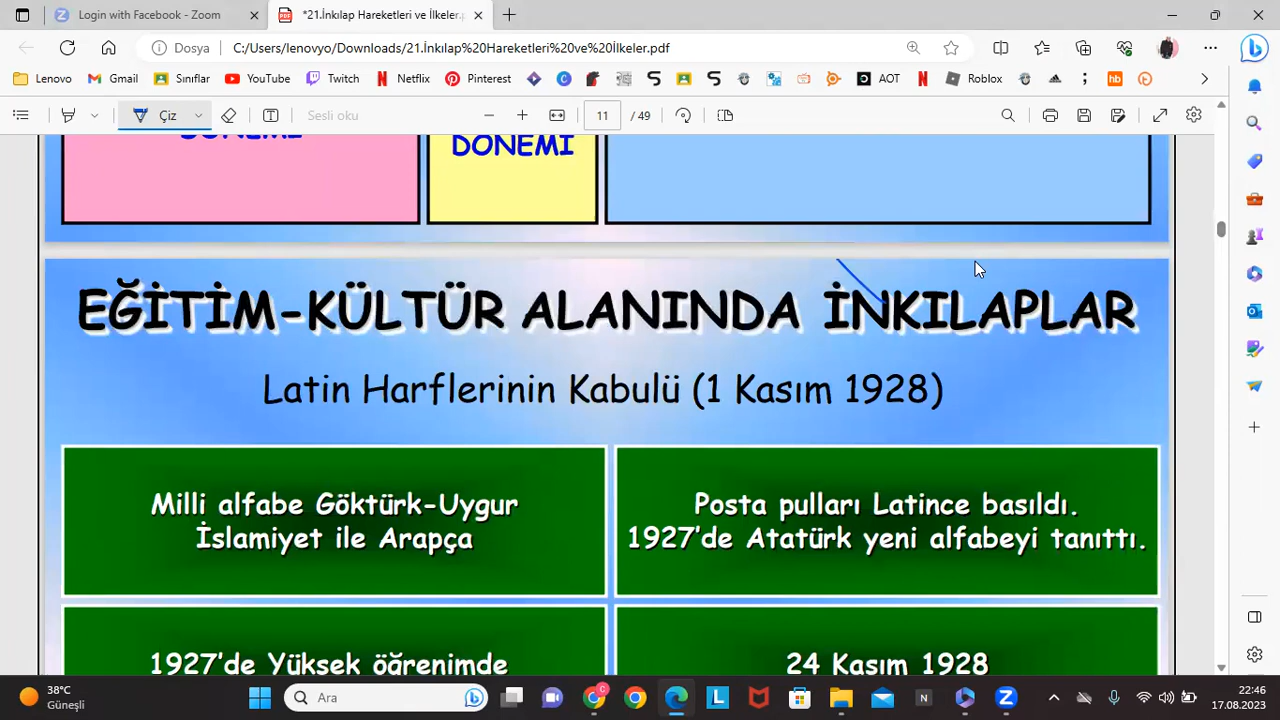 Login with Facebook - Zoom
*21.İnkılap Hareketleri ve İlkeler.p
Dosya
C:/Users/lenovyo/Downloads/21.İnkılap%20Hareketleri%20ve%20İlkeler.pdf
Lenovo
Gmail
Sınıflar
YouTube
Twitch
Netflix
Pinterest
AOT
Roblox
Çiz
Sesli oku
11
/ 49
DÖNEMİ
DÖNEMİ
EĞİTİM-KÜLTÜR ALANINDA İNKILAPLAR
Latin Harflerinin Kabulü (1 Kasım 1928)
Milli alfabe Göktürk-Uygur
İslamiyet ile Arapça
Posta pulları Latince basıldı.
1927’de Atatürk yeni alfabeyi tanıttı.
1927’de Yüksek öğrenimde
24 Kasım 1928
38°C
Güneşli
Ara
22:46
17.08.2023